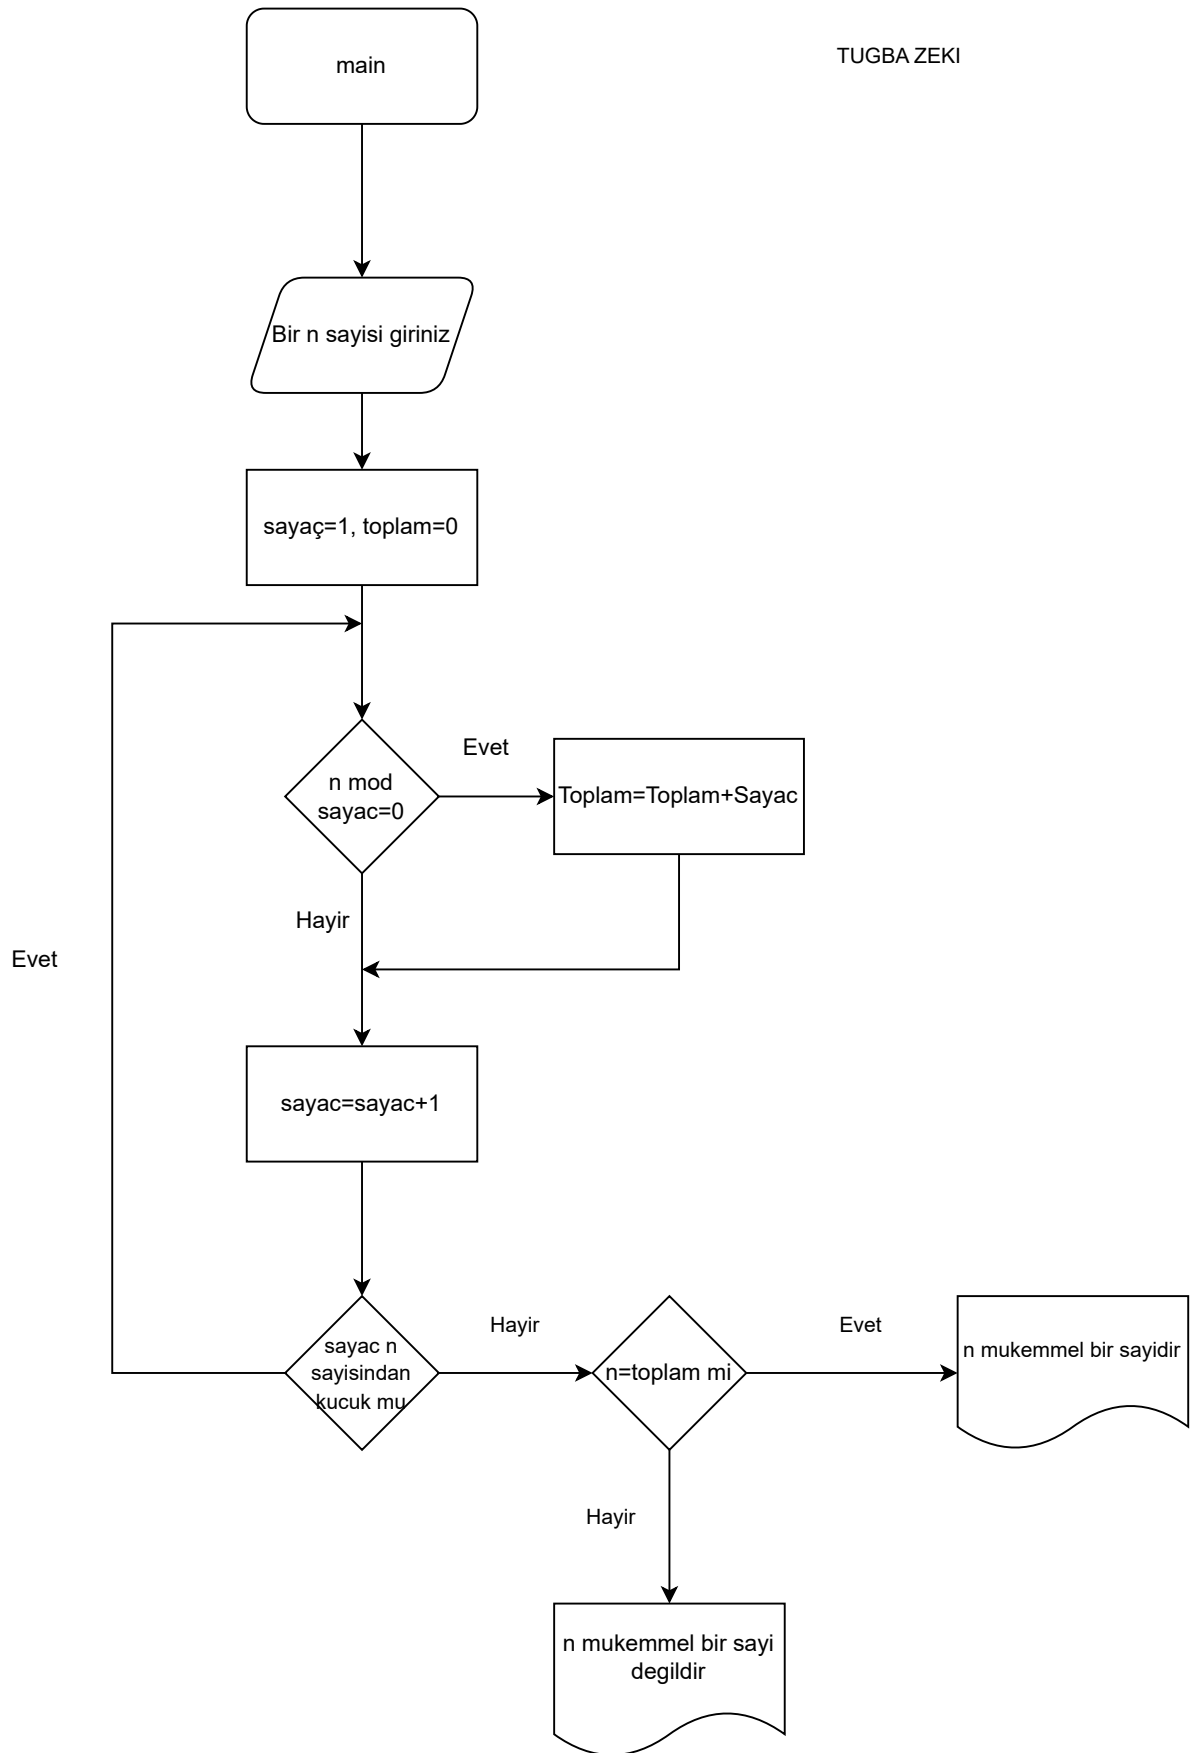 main
TUGBA ZEKI
Bir n sayisi giriniz
sayaç=1, toplam=0
n mod
sayac=0
Evet
Toplam=Toplam+Sayac
Hayir
Evet
sayac=sayac+1
sayac n
sayisindan
kucuk mu
Hayir
n=toplam mi
Evet
n mukemmel bir sayidir
Hayir
n mukemmel bir sayi
degildir